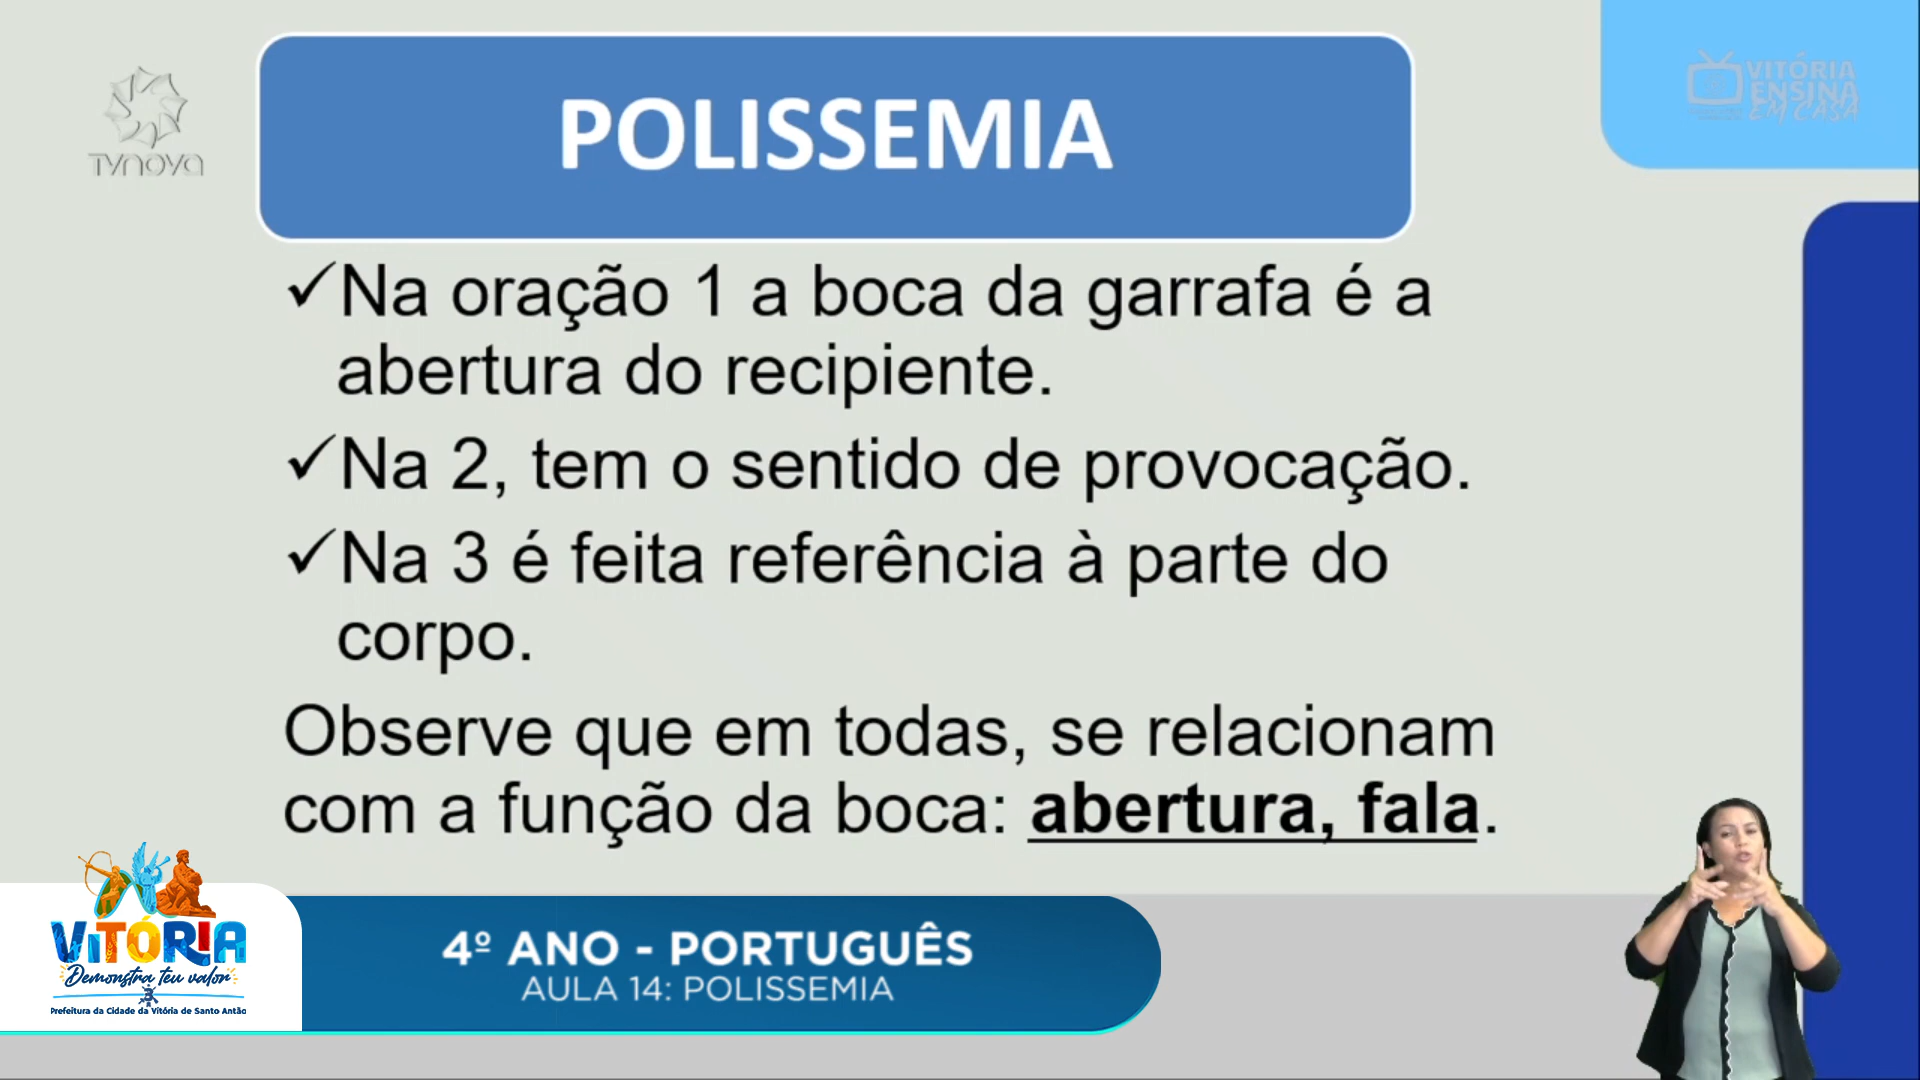 TVNOVA
VITÓRIA
ENSINA
EM CASA
POLISSEMIA
✓Na oração 1 a boca da garrafa é a
abertura do recipiente.
✓Na 2, tem o sentido de provocação.
✓Na 3 é feita referência à parte do
corpo.
Observe que em todas, se relacionam
com a função da boca: abertura, fala.
VITÓRIA
Demonstra teu valor
Prefeitura da Cidade da Vitória de Santo Antão
4º ANO - PORTUGUÊS
AULA 14: POLISSEMIA